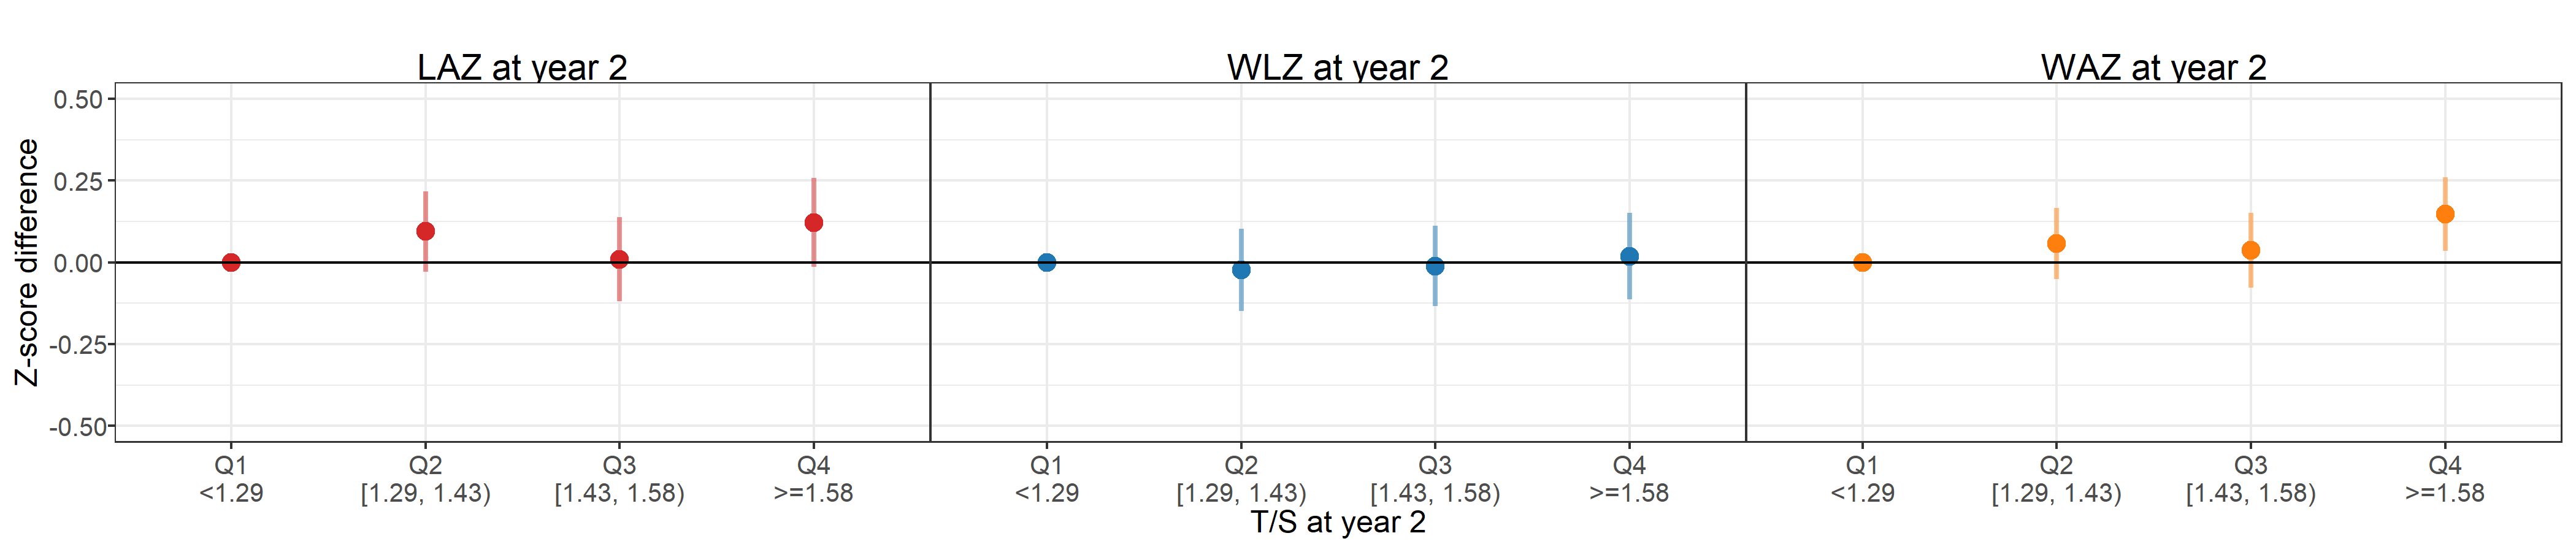 LAZ at year 2
WLZ at year 2
WAZ at year 2
Z-score difference
0.50
0.25
0.00
-0.25
-0.50
Q1 Q2 Q3 Q4 Q1 Q2 Q3 Q4 Q1 Q2 Q3 Q4
<1.29 [1.29, 1.43) [1.43, 1.58) >=1.58 <1.29 [1.29, 1.43) [1.43, 1.58) >=1.58 <1.29 [1.29, 1.43) [1.43, 1.58) >=1.58
T/S at year 2